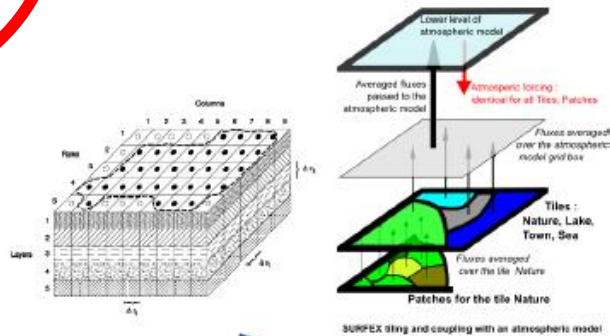 Lower level of
atmospheric model
Averaged fluxes
passed to the
atmospheric model
Atmosperic forcing :
identical for all Tiles, Patches
Fluxes averaged
over the atmospheric
model grid box
Tiles :
Nature, Lake,
Town, Sea
Fluxes averaged
over the tile Nature
Patches for the tile Nature
SURFEX tiling and coupling with an atmospheric model
Columns
1 2 3 4 5 6 7 8 9
Rows
1
2
3
4
5
Layers
1
2
3
4
5